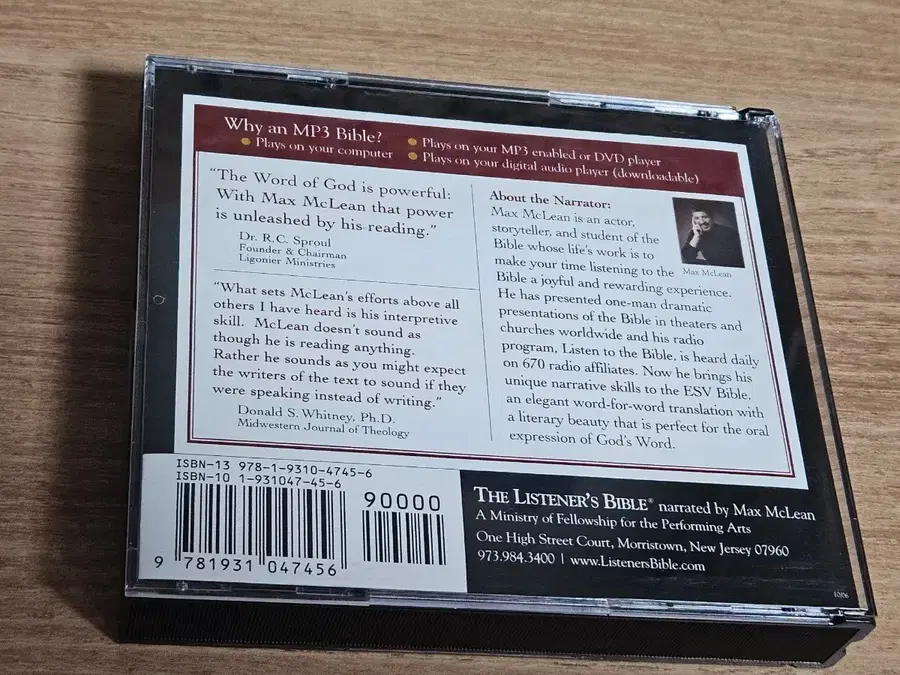 Why an MP3 Bible?
Plays on your computer
Plays on your MP3 enabled or DVD player
Plays on your digital audio player (downloadable)
"The Word of God is powerful:
With Max McLean that power
is unleashed by his reading."
Dr. R.C. Sproul
Founder & Chairman
Ligonier Ministries
"What sets McLean's efforts above all
others I have heard is his interpretive
skill. McLean doesn't sound as
though he is reading anything.
Rather he sounds as you might expect
the writers of the text to sound if they
were speaking instead of writing."
Donald S. Whitney, Ph.D.
Midwestern Journal of Theology
About the Narrator:
Max McLean is an actor,
storyteller, and student of the
Bible whose life's work is to
make your time listening to the
Bible a joyful and rewarding experience.
He has presented one-man dramatic
presentations of the Bible in theaters and
churches worldwide and his radio
program, Listen to the Bible, is heard daily
on 670 radio affiliates. Now he brings his
unique narrative skills to the ESV Bible,
an elegant word-for-word translation with
a literary beauty that is perfect for the oral
expression of God's Word.
Max McLean
ISBN-13 978-1-9310-4745-6
ISBN-10 1-931047-45-6
90000
9 781931 047456
THE LISTENER'S BIBLE® narrated by Max McLean
A Ministry of Fellowship for the Performing Arts
One High Street Court, Morristown, New Jersey 07960
973.984.3400 | www.ListenersBible.com
10/06